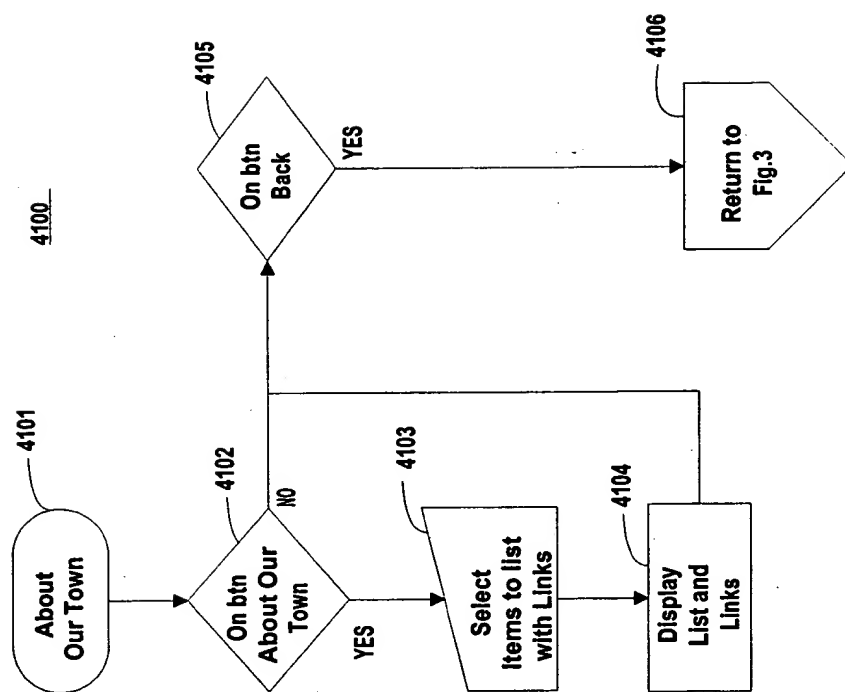 4100
4101
About
Our Town
4102
On btn
About Our
Town
NO
YES
4103
Select
Items to list
with Links
4104
Display
List and
Links
4105
On btn
Back
YES
4106
Return to
Fig.3